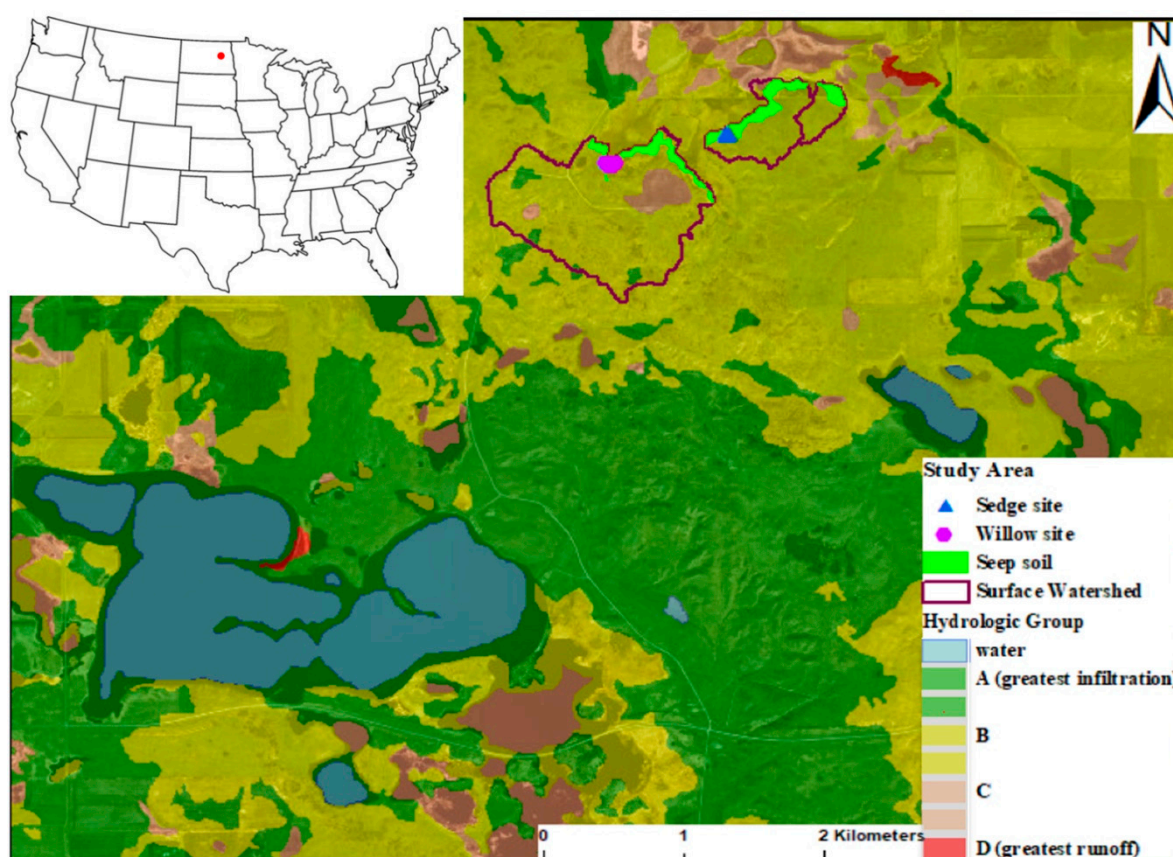 N
Study Area
Sedge site
Willow site
Seep soil
Surface Watershed
Hydrologic Group
water
A (greatest infiltration)
B
C
D (greatest runoff)
0 1 2 Kilometers